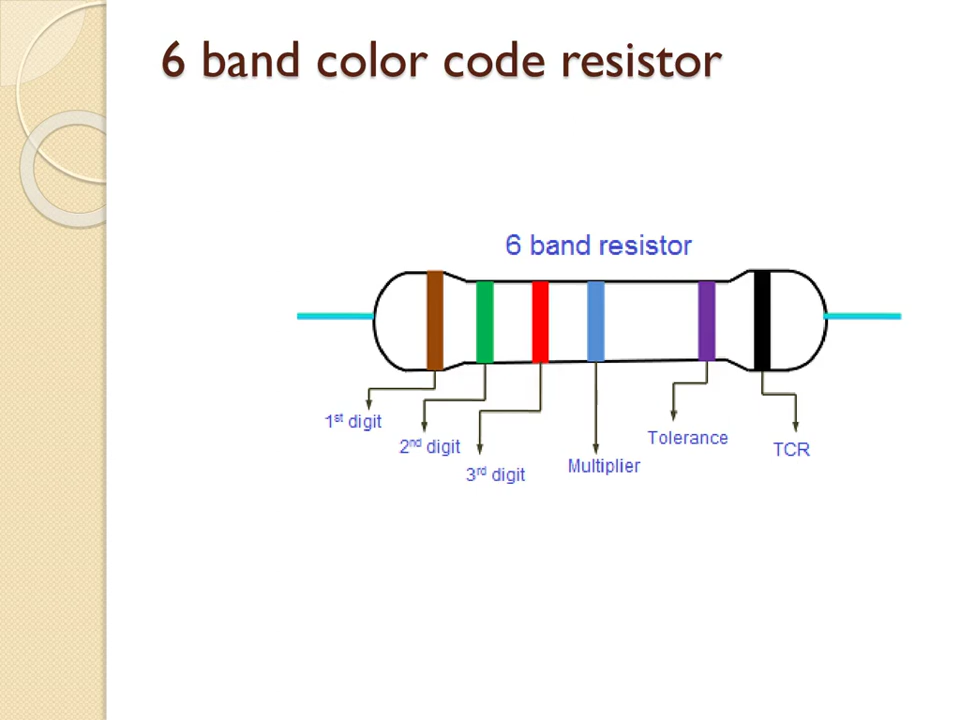 6 band color code resistor
6 band resistor
1st digit
2nd digit
3rd digit
Multiplier
Tolerance
TCR